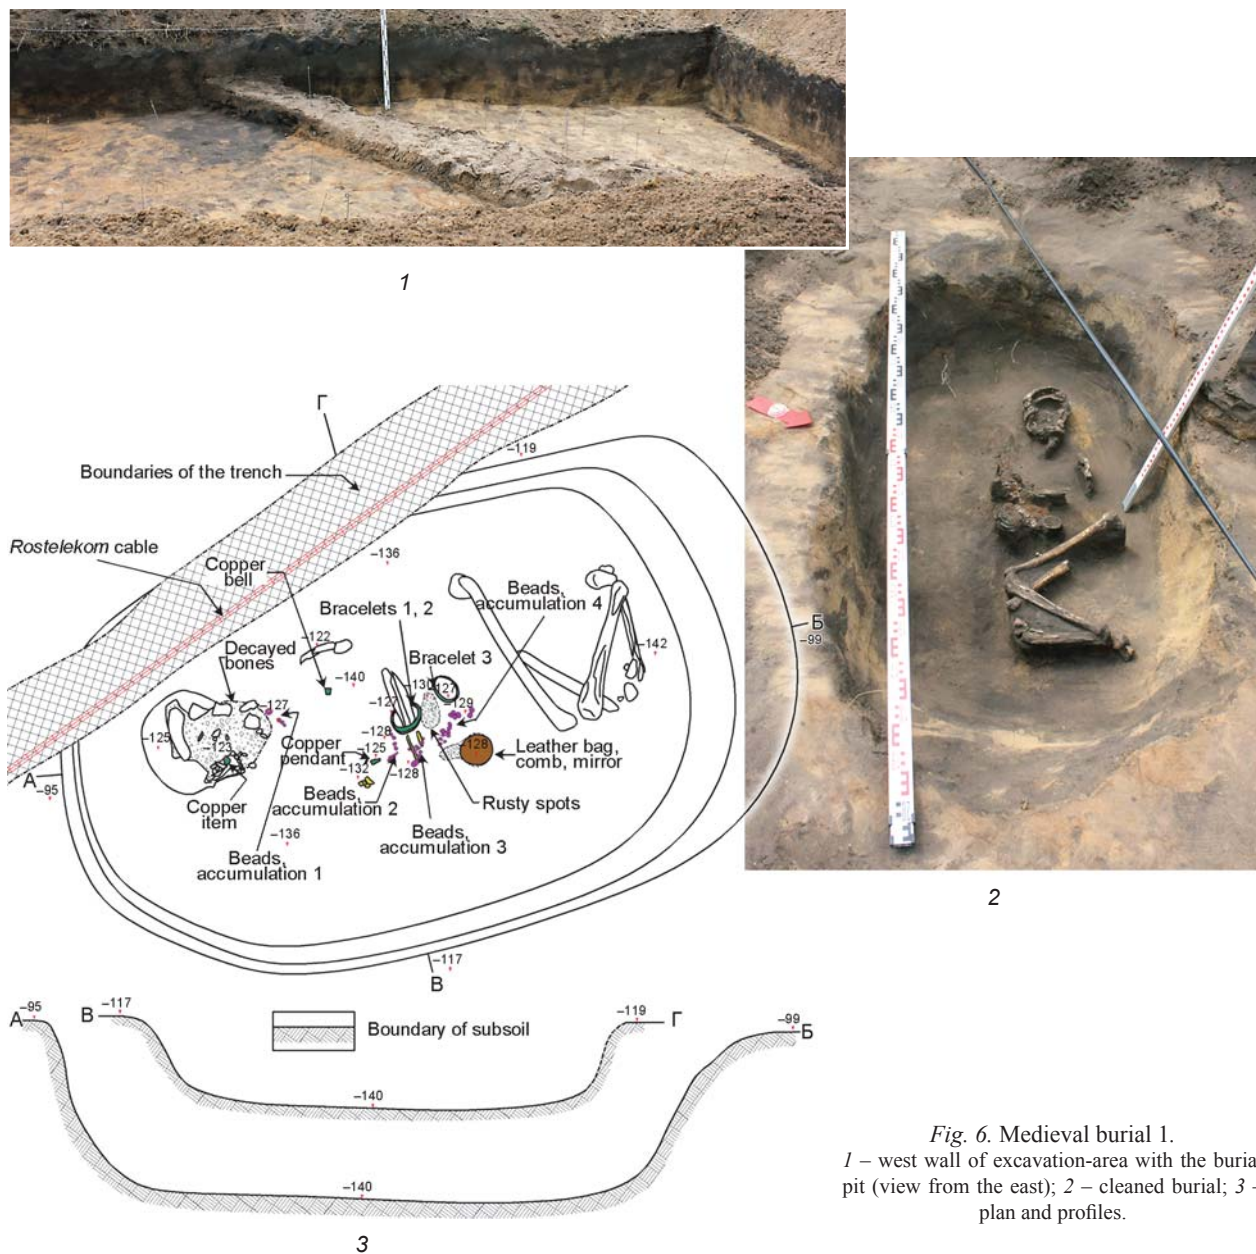 1
2
Г
Boundaries of the trench
-119
Rostelekom cable
-136
Copper
bell
Beads,
accumulation 4
Bracelets 1, 2
-122
Decayed
bones
-142
Б
-99
Bracelet 3
-140
-130
-127
-127
-127
-129
-125
-123
-128
-125
-128
Copper
pendant
Leather bag,
comb, mirror
-132
-128
А
-95
Copper
item
Beads,
accumulation 2
Rusty spots
-136
Beads,
accumulation 3
Beads,
accumulation 1
-117
В
А
-95
В
-117
Boundary of subsoil
-119
Г
-99
Б
-140
-140
3
Fig. 6. Medieval burial 1.
1 – west wall of excavation-area with the burial
pit (view from the east); 2 – cleaned burial; 3 –
plan and profiles.